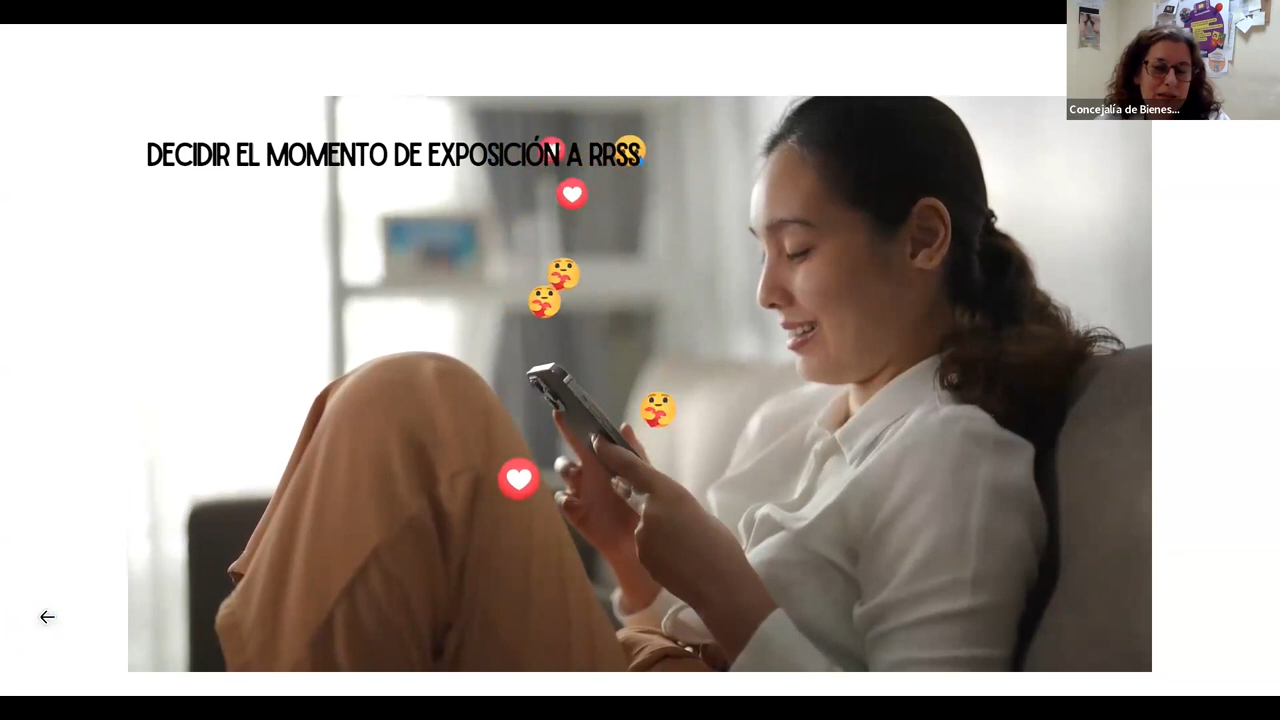 DECIDIR EL MOMENTO DE EXPOSICIÓN A RRSS
Concejalía de Bienes...